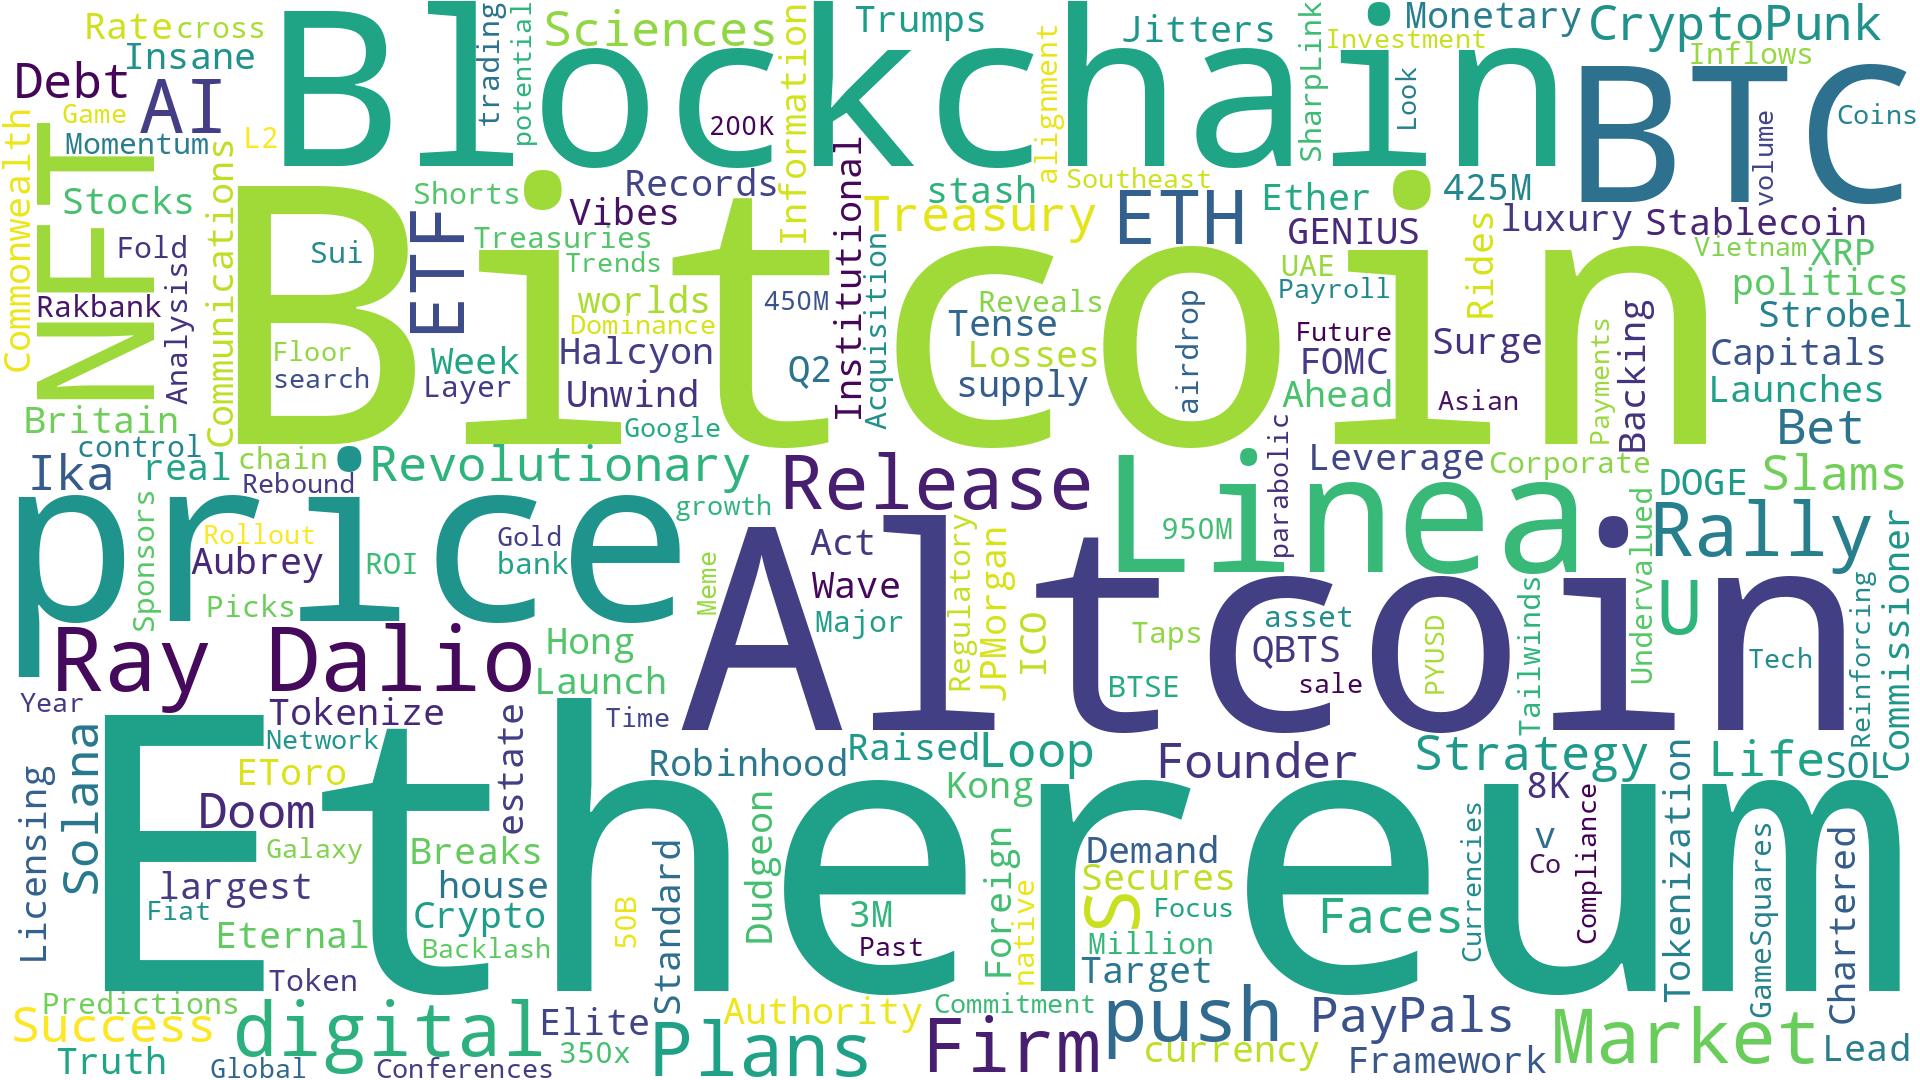 Rate
cross
Sciences
Trumps
Jitters
Monetary
CryptoPunk
Insane
Blockchain
trading
potential
Information
alignment
SharpLink
Investment
Look
Inflows
Debt
AI
Game
Momentum
L2
200K
BTC
volume
Coins
Commonwealth
NFT
Stocks
Communications
Shorts
Records
Vibes
Institutional
stash
Southeast
Ether
425M
luxury
Stablecoin
Treasury
ETH
GENIUS
Rides
Fold
Sui
ETF
Treasuries
Trends
Bitcoin
UAE
Payroll
Vietnam
XRP
politics
Rakbank
Analysis
worlds
450M
Acquisition
Reveals
airdrop
Strobel
Dominance
Tense
Future
Floor
search
Week
Halcyon
Losses
FOMC
Surge
Backing
Payments
Capitals
Layer
Unwind
Q2
supply
Ahead
Asian
Launches
Britain
Google
Bet
control
Ika
real
chain
Revolutionary
Rebound
Release
Linea
parabolic
Leverage
Corporate
DOGE
Slams
price
growth
Sponsors
Rollout
Gold
Aubrey
ROI
bank
Act
950M
Rally
Undervalued
Picks
Meme
Wave
Regulatory
JPMorgan
Altcoin
Commissioner
Ray Dalio
Hong
Major
ICO
Taps
asset
PYUSD
U
QBTS
Tailwinds
Tech
Reinforcing
Launch
BTSE
sale
Year
Tokenize
Time
Network
estate
Solana
Robinhood
Raised
Loop
Founder
Strategy
Life
SOL
Licensing
EToro
Kong
8K
Tokenization
Doom
Ethereum
Galaxy
Breaks
Dudgeon
Foreign
Demand
v
Currencies
Compliance
Co
GameSquares
Chartered
largest
house
Standard
Secures
Fiat
Crypto
50B
3M
native
S
Focus
Faces
Eternal
Backlash
Past
Million
Token
Target
Predictions
Success
digital
Elite
Authority
Commitment
push
PayPals
Market
Truth
350x
Plans
Firm
currency
Framework
Lead
Global
Conferences